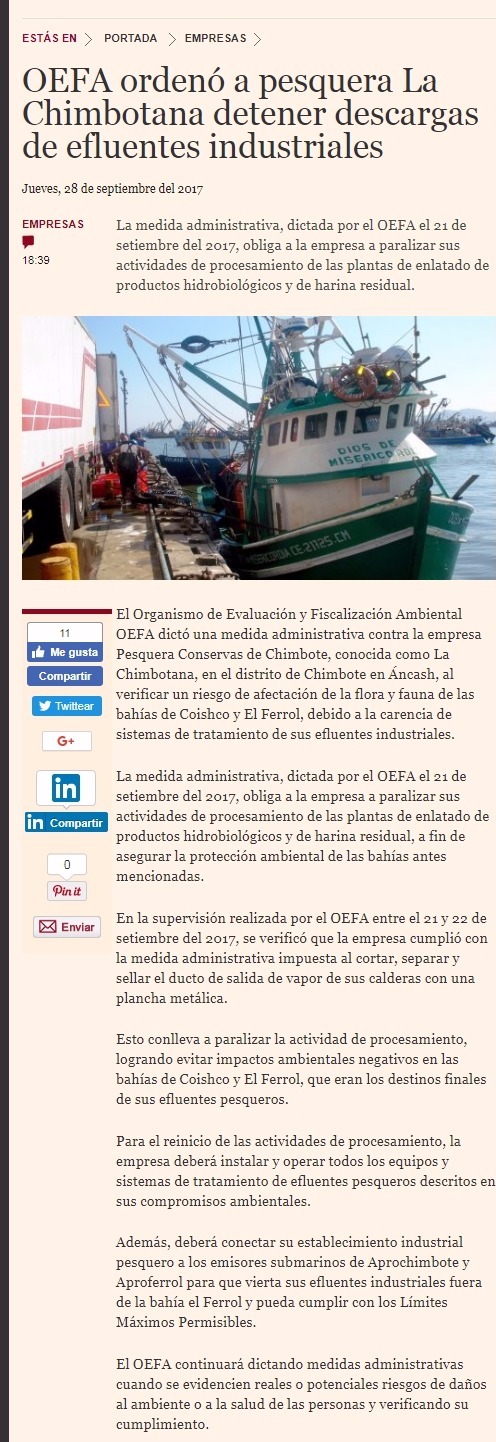 ESTÁS EN PORTADA EMPRESAS
OEFA ordenó a pesquera La
Chimbotana detener descargas
de efluentes industriales
Jueves, 28 de septiembre del 2017
EMPRESAS
18:39
La medida administrativa, dictada por el OEFA el 21 de
setiembre del 2017, obliga a la empresa a paralizar sus
actividades de procesamiento de las plantas de enlatado de
productos hidrobiológicos y de harina residual.
DIOS DE
MISERICORDIA
MISERICORDIA CE-21125-CM
11
Me gusta
Compartir
Twittear
G+
in
in Compartir
0
Pin it
Enviar
El Organismo de Evaluación y Fiscalización Ambiental
OEFA dictó una medida administrativa contra la empresa
Pesquera Conservas de Chimbote, conocida como La
Chimbotana, en el distrito de Chimbote en Áncash, al
verificar un riesgo de afectación de la flora y fauna de las
bahías de Coishco y El Ferrol, debido a la carencia de
sistemas de tratamiento de sus efluentes industriales.
La medida administrativa, dictada por el OEFA el 21 de
setiembre del 2017, obliga a la empresa a paralizar sus
actividades de procesamiento de las plantas de enlatado de
productos hidrobiológicos y de harina residual, a fin de
asegurar la protección ambiental de las bahías antes
mencionadas.
En la supervisión realizada por el OEFA entre el 21 y 22 de
setiembre del 2017, se verificó que la empresa cumplió con
la medida administrativa impuesta al cortar, separar y
sellar el ducto de salida de vapor de sus calderas con una
plancha metálica.
Esto conlleva a paralizar la actividad de procesamiento,
logrando evitar impactos ambientales negativos en las
bahías de Coishco y El Ferrol, que eran los destinos finales
de sus efluentes pesqueros.
Para el reinicio de las actividades de procesamiento, la
empresa deberá instalar y operar todos los equipos y
sistemas de tratamiento de efluentes pesqueros descritos en
sus compromisos ambientales.
Además, deberá conectar su establecimiento industrial
pesquero a los emisores submarinos de Aprochimbote y
Aproferrol para que vierta sus efluentes industriales fuera
de la bahía el Ferrol y pueda cumplir con los Límites
Máximos Permisibles.
El OEFA continuará dictando medidas administrativas
cuando se evidencien reales o potenciales riesgos de daños
al ambiente o a la salud de las personas y verificando su
cumplimiento.